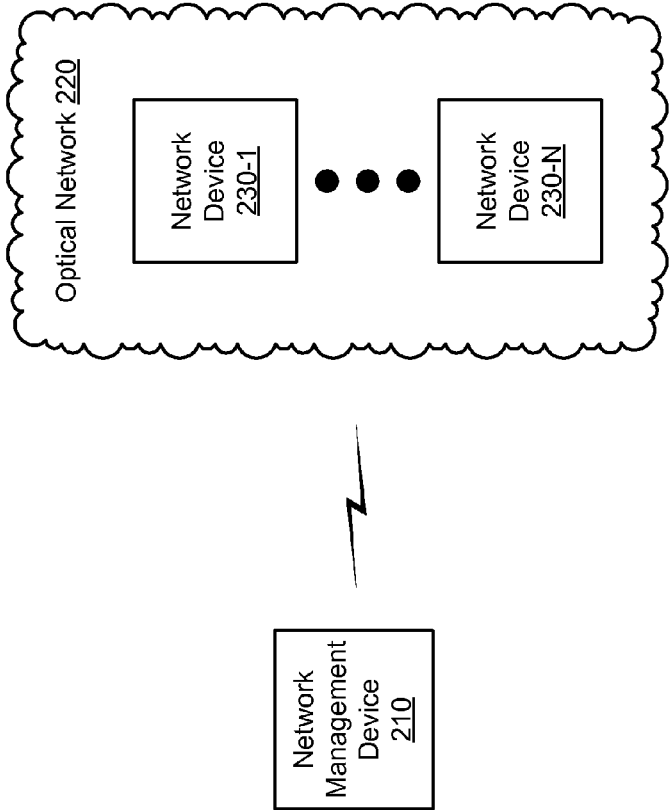 Optical Network 220
Network
Device
230-1
Network
Device
230-N
Network
Management
Device
210